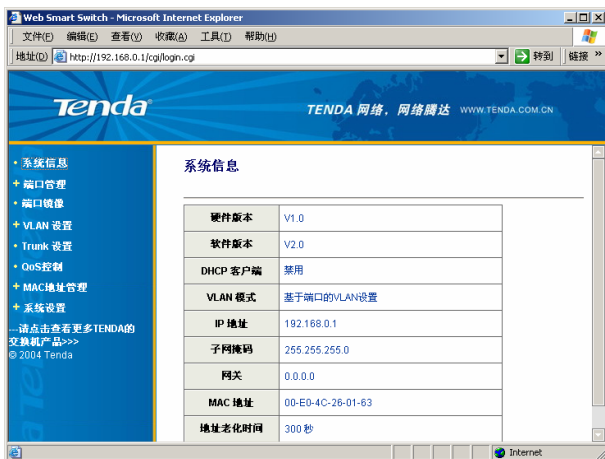 Web Smart Switch - Microsoft Internet Explorer
文件(F) 编辑(E) 查看(V) 收藏(A) 工具(T) 帮助(H)
地址(D) http://192.168.0.1/cgi/login.cgi 转到 链接 »
Tenda
TENDA 网络，网络腾达 WWW.TENDA.COM.CN
• 系统信息
+ 端口管理
• 端口镜像
+ VLAN 设置
• Trunk 设置
• QoS控制
+ MAC地址管理
+ 系统设置
---请点击查看更多TENDA的
交换机产品>>>
© 2004 Tenda
系统信息
硬件版本 V1.0
软件版本 V2.0
DHCP 客户端 禁用
VLAN 模式 基于端口的VLAN设置
IP 地址 192.168.0.1
子网掩码 255.255.255.0
网关 0.0.0.0
MAC 地址 00-E0-4C-26-01-63
地址老化时间 300 秒
Internet